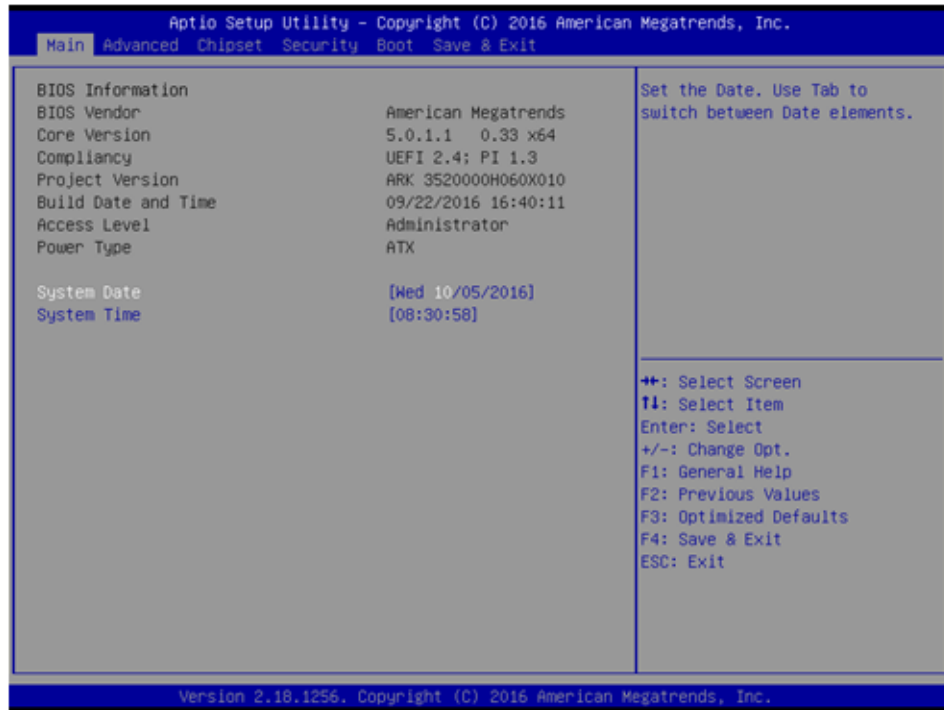 Aptio Setup Utility – Copyright (C) 2016 American Megatrends, Inc.
Main Advanced Chipset Security Boot Save & Exit
BIOS Information
BIOS Vendor American Megatrends
Core Version 5.0.1.1 0.33 x64
Compliancy UEFI 2.4; PI 1.3
Project Version ARK 3520000H060X010
Build Date and Time 09/22/2016 16:40:11
Access Level Administrator
Power Type ATX
System Date [Wed 10/05/2016]
System Time [08:30:58]
Set the Date. Use Tab to
switch between Date elements.
→←: Select Screen
↑↓: Select Item
Enter: Select
+/-: Change Opt.
F1: General Help
F2: Previous Values
F3: Optimized Defaults
F4: Save & Exit
ESC: Exit
Version 2.18.1256. Copyright (C) 2016 American Megatrends, Inc.